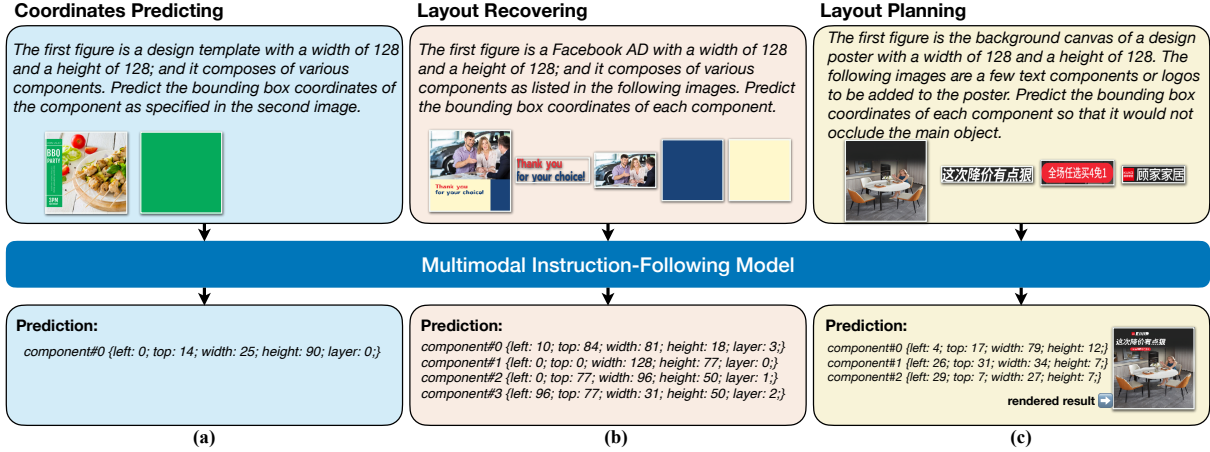 Coordinates Predicting
The first figure is a design template with a width of 128
and a height of 128; and it composes of various
components. Predict the bounding box coordinates of
the component as specified in the second image.
BBQ
PARTY
3PM
Layout Recovering
The first figure is a Facebook AD with a width of 128
and a height of 128; and it composes of various
components as listed in the following images. Predict
the bounding box coordinates of each component.
Thank you
for your choice!
Thank you
for your choice!
Layout Planning
The first figure is the background canvas of a design
poster with a width of 128 and a height of 128. The
following images are a few text components or logos
to be added to the poster. Predict the bounding box
coordinates of each component so that it would not
occlude the main object.
这次降价有点狠
全场任选买4免1
顾家家居
Multimodal Instruction-Following Model
Prediction:
component#0 {left: 0; top: 14; width: 25; height: 90; layer: 0;}
Prediction:
component#0 {left: 10; top: 84; width: 81; height: 18; layer: 3;}
component#1 {left: 0; top: 0; width: 128; height: 77; layer: 0;}
component#2 {left: 0; top: 77; width: 96; height: 50; layer: 1;}
component#3 {left: 96; top: 77; width: 31; height: 50; layer: 2;}
Prediction:
component#0 {left: 4; top: 17; width: 79; height: 12;}
component#1 {left: 26; top: 31; width: 34; height: 7;}
component#2 {left: 29; top: 7; width: 27; height: 7;}
这次降价有点狠
rendered result
(a)
(b)
(c)